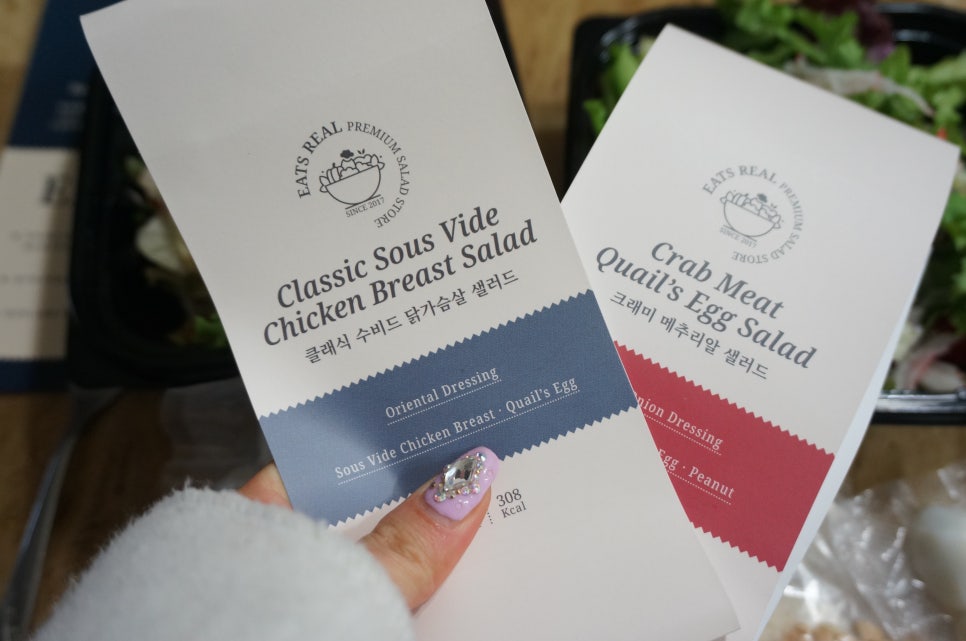 EATS REAL PREMIUM SALAD STORE
SINCE 2017
Classic Sous Vide
Chicken Breast Salad
클래식 수비드 닭가슴살 샐러드
Oriental Dressing
Sous Vide Chicken Breast · Quail's Egg
308
Kcal
EATS REAL PREMIUM SALAD STORE
SINCE 2017
Crab Meat
Quail's Egg Salad
크래미 메추리알 샐러드
Dressing
Egg · Peanut